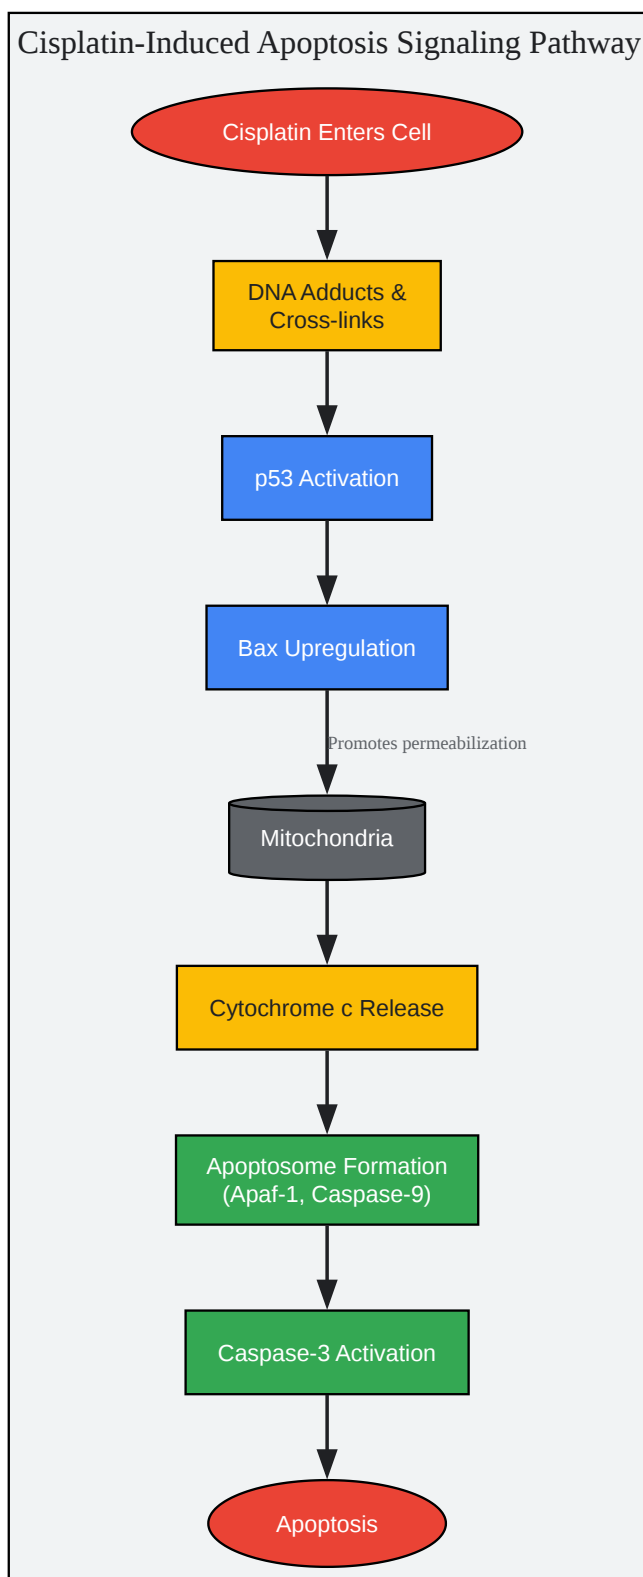 Cisplatin-Induced Apoptosis Signaling Pathway
Cisplatin Enters Cell
DNA Adducts &
Cross-links
p53 Activation
Bax Upregulation
Promotes permeabilization
Mitochondria
Cytochrome c Release
Apoptosome Formation
(Apaf-1, Caspase-9)
Caspase-3 Activation
Apoptosis